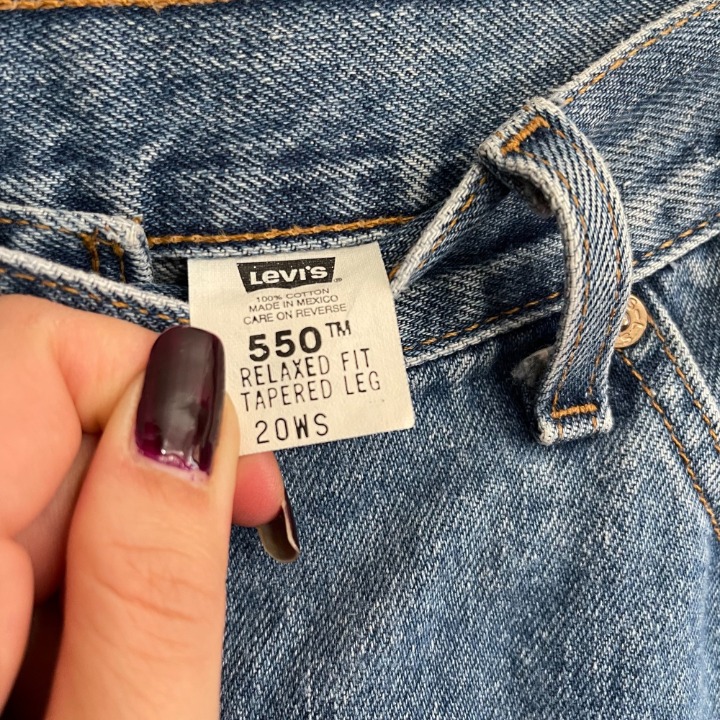 Levi's
100% COTTON
MADE IN MEXICO
CARE ON REVERSE
550™
RELAXED FIT
TAPERED LEG
20WS